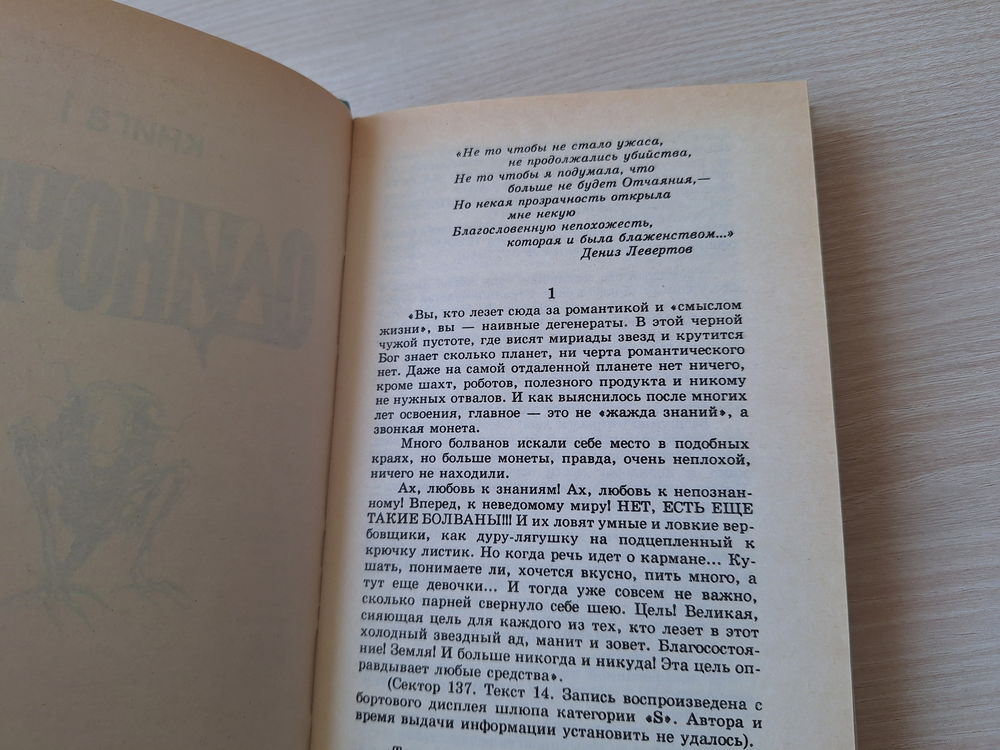 книга 1
«Не то чтобы не стало ужаса,
не продолжались убийства,
Не то чтобы я подумала, что
больше не будет Отчаяния,—
Но некая прозрачность открыла
мне некую
Благословенную непохожесть,
которая и была блаженством...»
Дениз Левертов
1
«Вы, кто лезет сюда за романтикой и «смыслом
жизни», вы — наивные дегенераты. В этой черной
чужой пустоте, где висят мириады звезд и крутится
Бог знает сколько планет, ни черта романтического
нет. Даже на самой отдаленной планете нет ничего,
кроме шахт, роботов, полезного продукта и никому
не нужных отвалов. И как выяснилось после многих
лет освоения, главное — это не «жажда знаний», а
звонкая монета.
Много болванов искали себе место в подобных
краях, но больше монеты, правда, очень неплохой,
ничего не находили.
Ах, любовь к знаниям! Ах, любовь к непознан-
ному! Вперед, к неведомому миру! НЕТ, ЕСТЬ ЕЩЕ
ТАКИЕ БОЛВАНЫ!!! И их ловят умные и ловкие вер-
бовщики, как дуру-лягушку на подцепленный к
крючку листик. Но когда речь идет о кармане... Ку-
шать, понимаете ли, хочется вкусно, пить много, а
тут еще девочки... И тогда уже совсем не важно,
сколько парней свернуло себе шею. Цель! Великая,
сияющая цель для каждого из тех, кто лезет в этот
холодный звездный ад, манит и зовет. Благосостоя-
ние! Земля! И больше никогда и никуда! Эта цель оп-
равдывает любые средства».
(Сектор 137. Текст 14. Запись воспроизведена с
бортового дисплея шлюпа категории «S». Автора и
время выдачи информации установить не удалось).